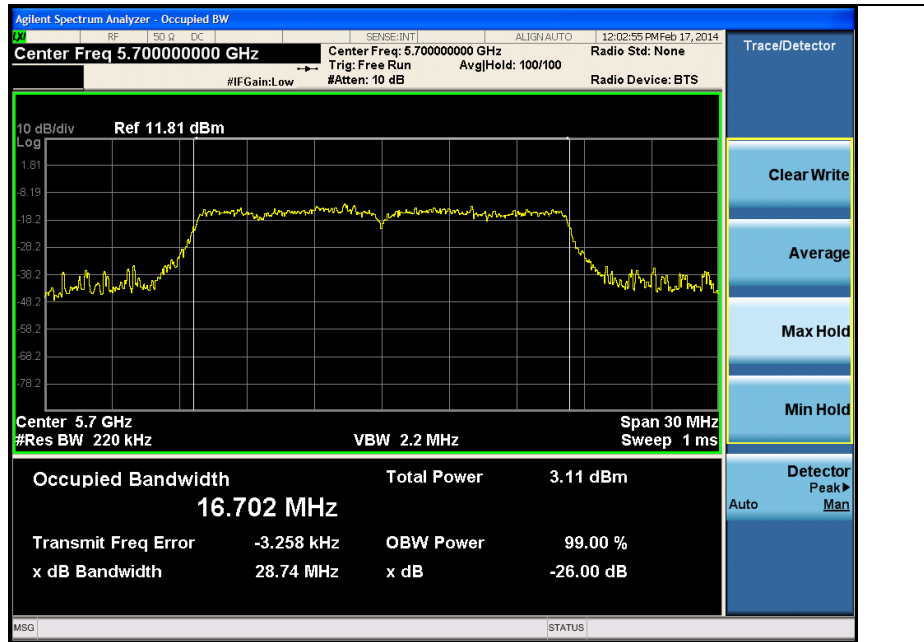 Agilent Spectrum Analyzer - Occupied BW
LXI RF 50 Ω DC SENSE:INT ALIGN AUTO 12:02:55 PM Feb 17, 2014
Center Freq 5.700000000 GHz
Center Freq: 5.700000000 GHz
Radio Std: None
Trig: Free Run Avg|Hold: 100/100
#IFGain:Low
#Atten: 10 dB
Radio Device: BTS
10 dB/div Ref 11.81 dBm
Log
1.81
-8.19
-18.2
-28.2
-38.2
-48.2
-58.2
-68.2
-78.2
Center 5.7 GHz Span 30 MHz
#Res BW 220 kHz VBW 2.2 MHz Sweep 1 ms
Occupied Bandwidth Total Power 3.11 dBm
16.702 MHz
Transmit Freq Error -3.258 kHz OBW Power 99.00 %
x dB Bandwidth 28.74 MHz x dB -26.00 dB
MSG STATUS
Trace/Detector
Clear Write
Average
Max Hold
Min Hold
Detector
Peak▶
Auto Man